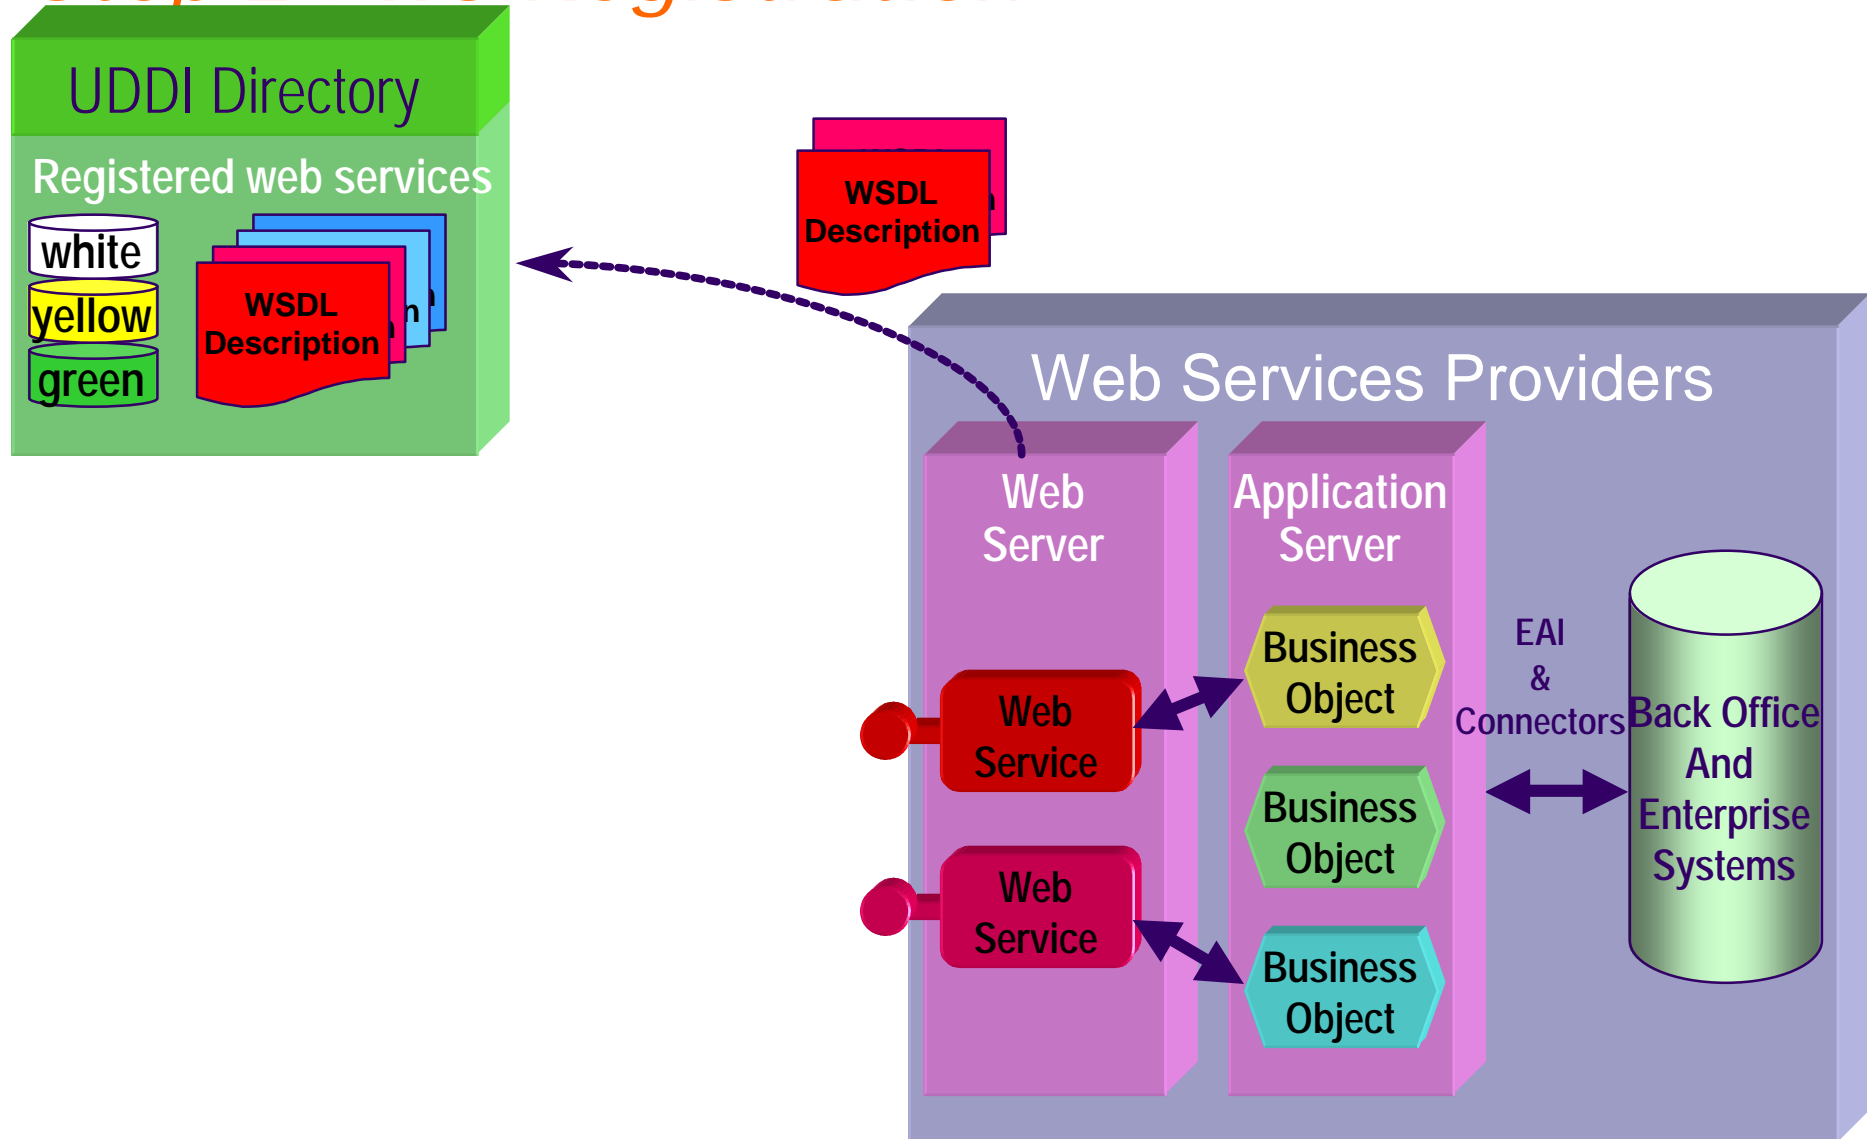 Registration
UDDI Directory
Registered web services
white
yellow
green
WSDL
Description
n
n
WSDL
Description
Web Services Providers
Web
Server
Application
Server
Web
Service
Web
Service
Business
Object
Business
Object
Business
Object
EAI
&
Connectors
Back Office
And
Enterprise
Systems